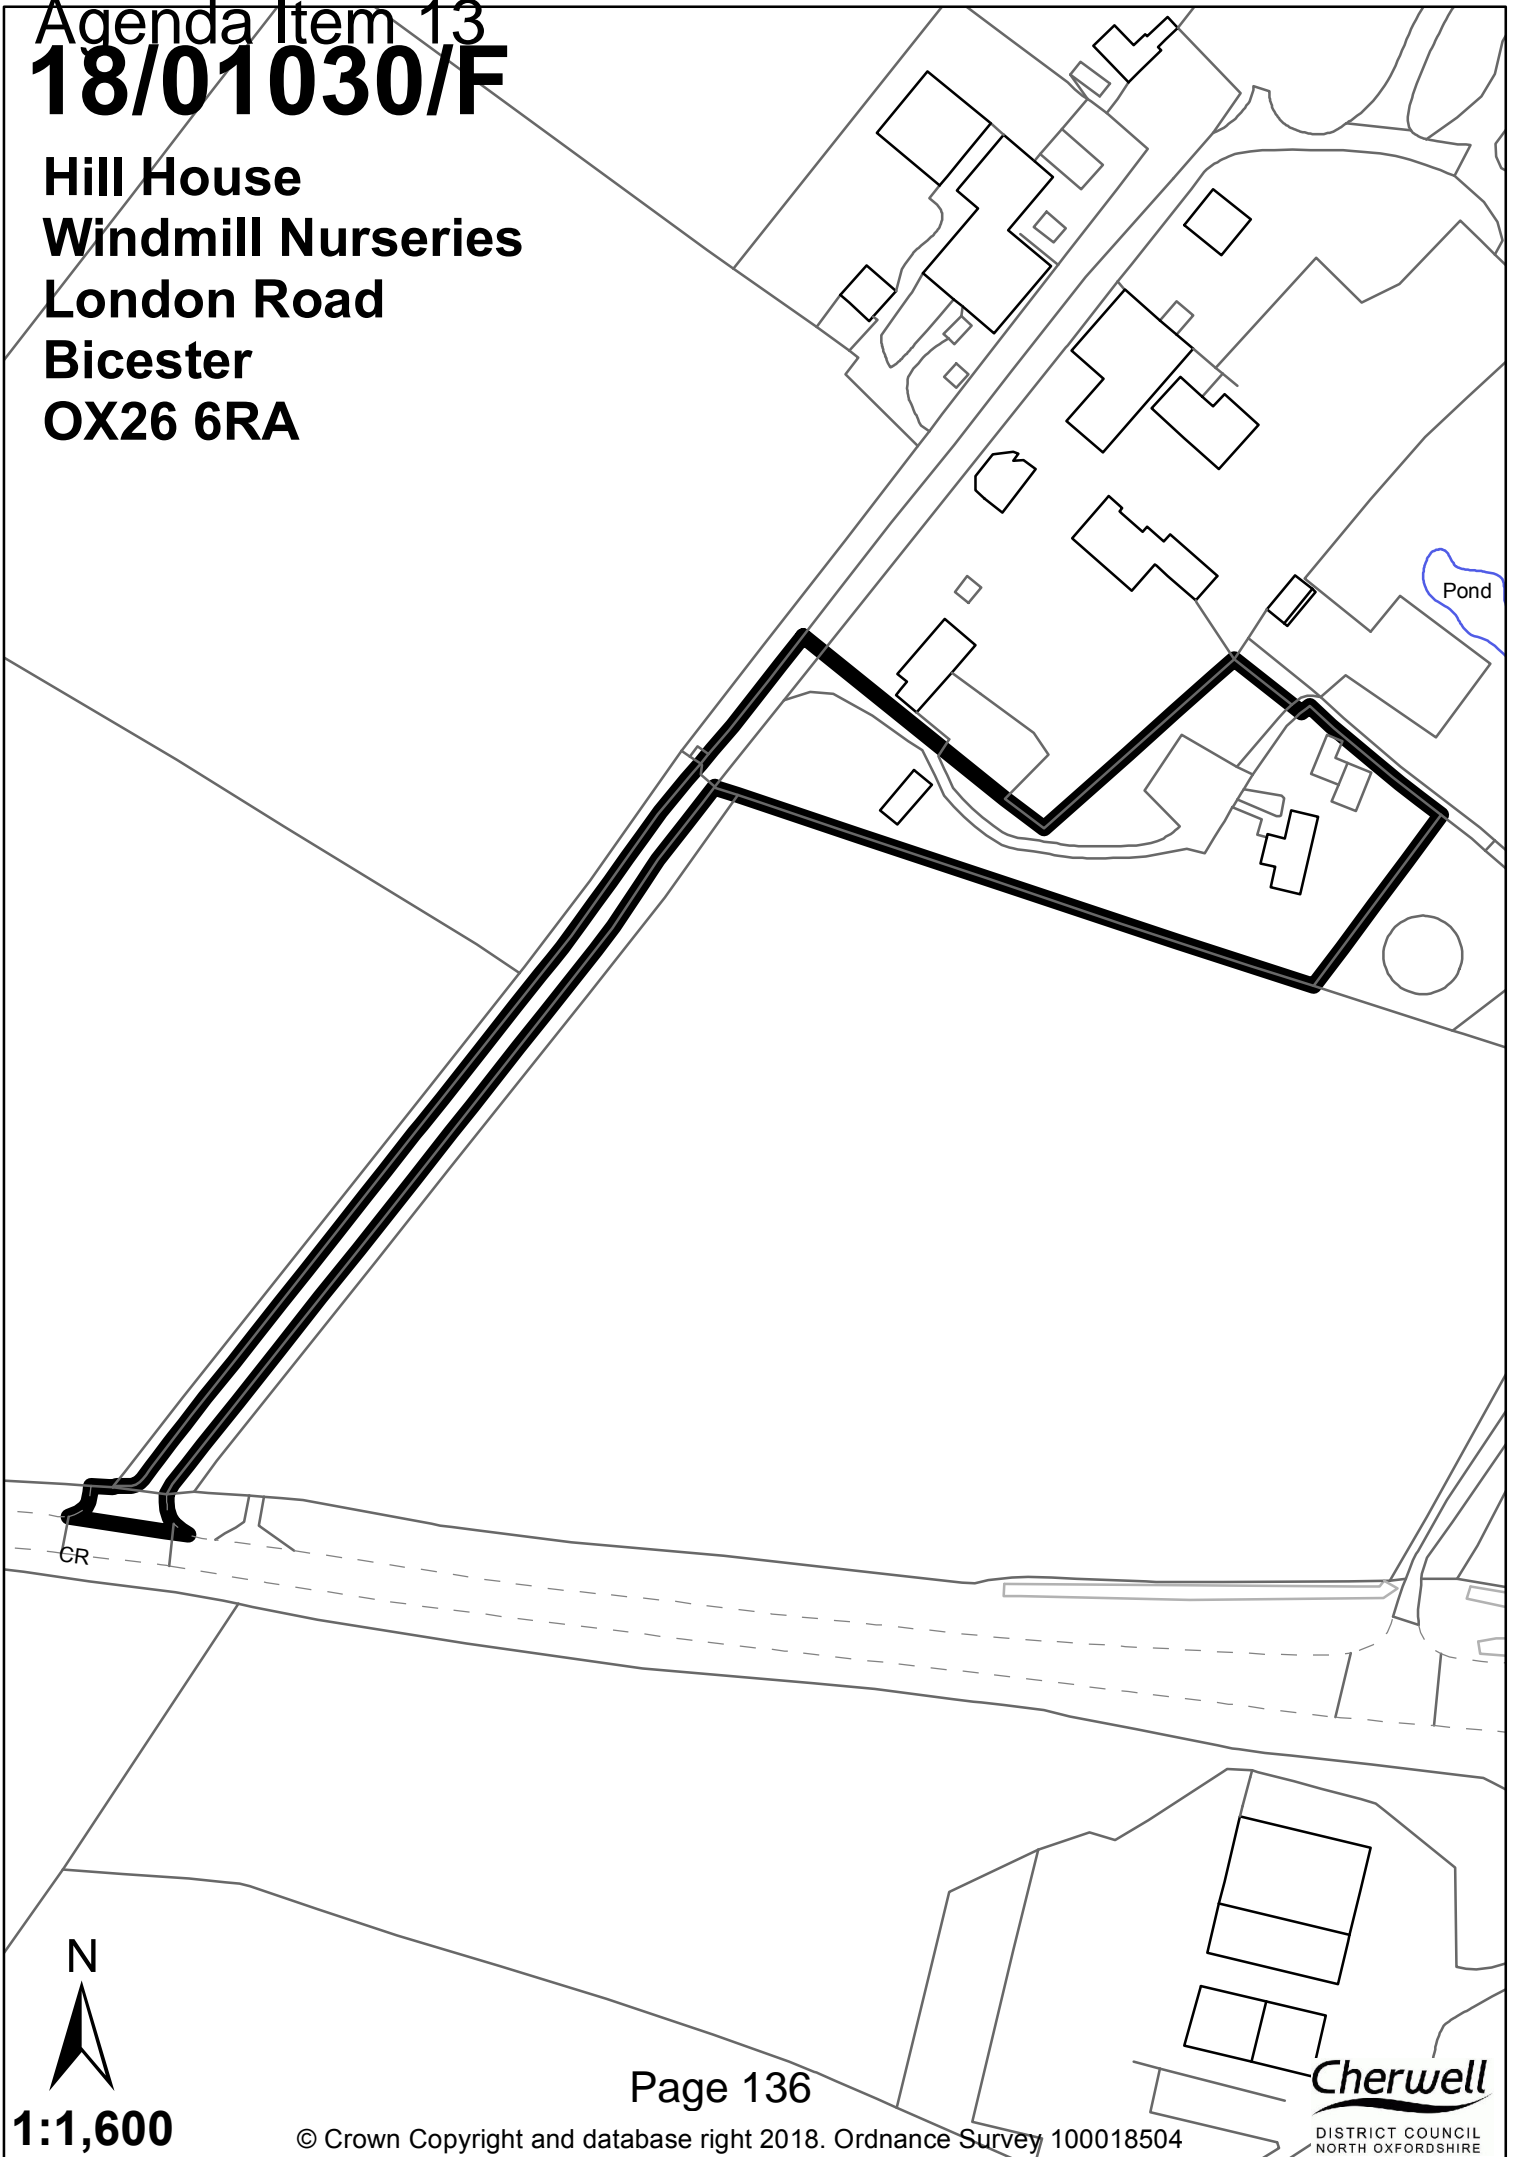 Agenda Item 13
18/01030/F
Hill House
Windmill Nurseries
London Road
Bicester
OX26 6RA
Pond
CR
N
1:1,600
Page 136
© Crown Copyright and database right 2018. Ordnance Survey 100018504
Cherwell
DISTRICT COUNCIL
NORTH OXFORDSHIRE